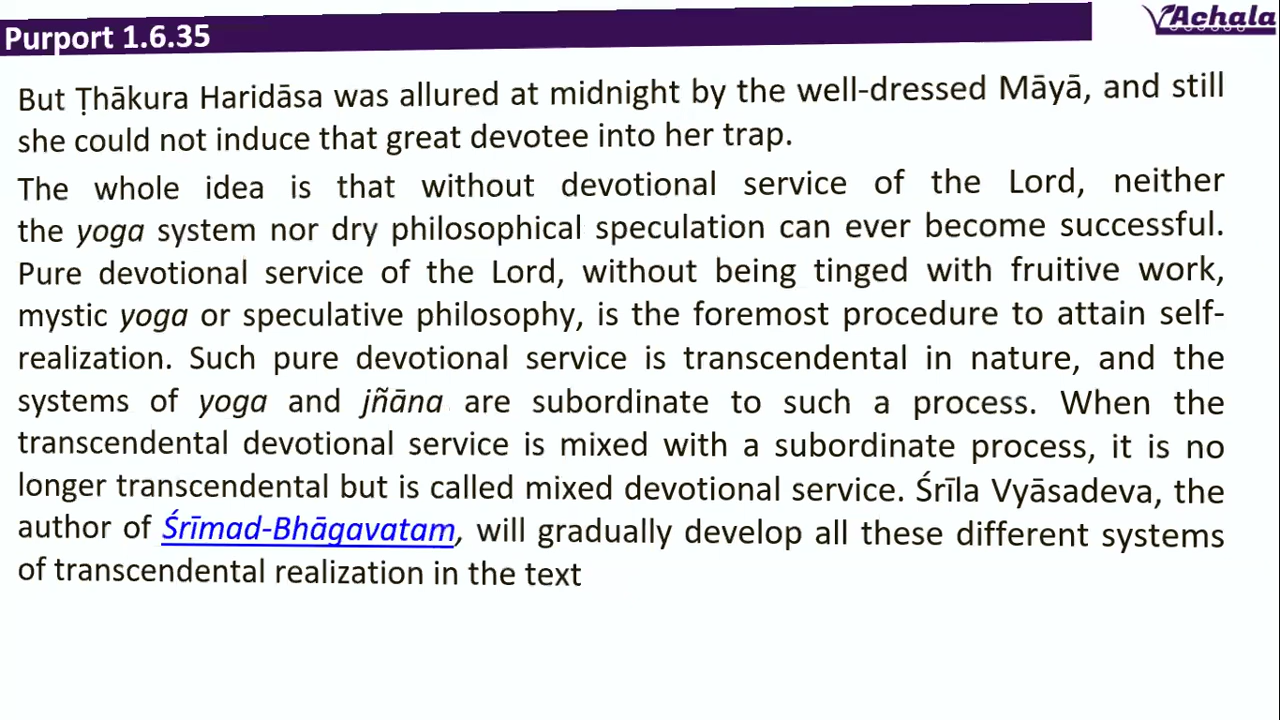 Purport 1.6.35
Achala
But Ṭhākura Haridāsa was allured at midnight by the well-dressed Māyā, and still
she could not induce that great devotee into her trap.
The whole idea is that without devotional service of the Lord, neither
the yoga system nor dry philosophical speculation can ever become successful.
Pure devotional service of the Lord, without being tinged with fruitive work,
mystic yoga or speculative philosophy, is the foremost procedure to attain self-
realization. Such pure devotional service is transcendental in nature, and the
systems of yoga and jñāna are subordinate to such a process. When the
transcendental devotional service is mixed with a subordinate process, it is no
longer transcendental but is called mixed devotional service. Śrīla Vyāsadeva, the
author of Śrīmad-Bhāgavatam, will gradually develop all these different systems
of transcendental realization in the text